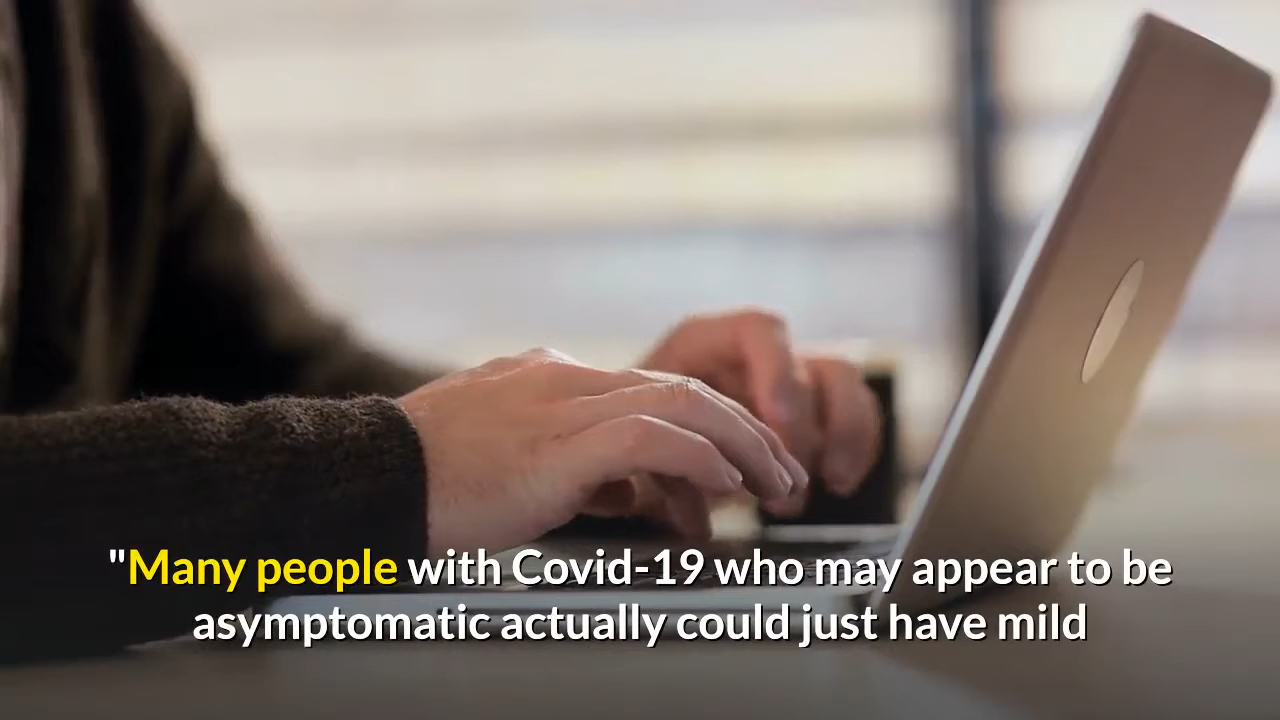 "Many people with Covid-19 who may appear to be
asymptomatic actually could just have mild